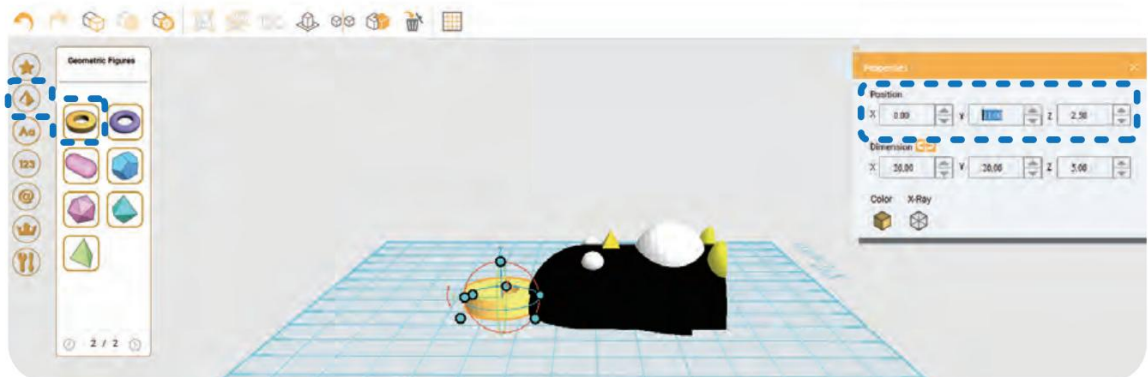 Geometric Figures
Properties
Position
X 0.00 Y Z 2.50
Dimension
X 20.00 Y 20.00 Z 5.00
Color X-Ray
Aa
123
@
2 / 2